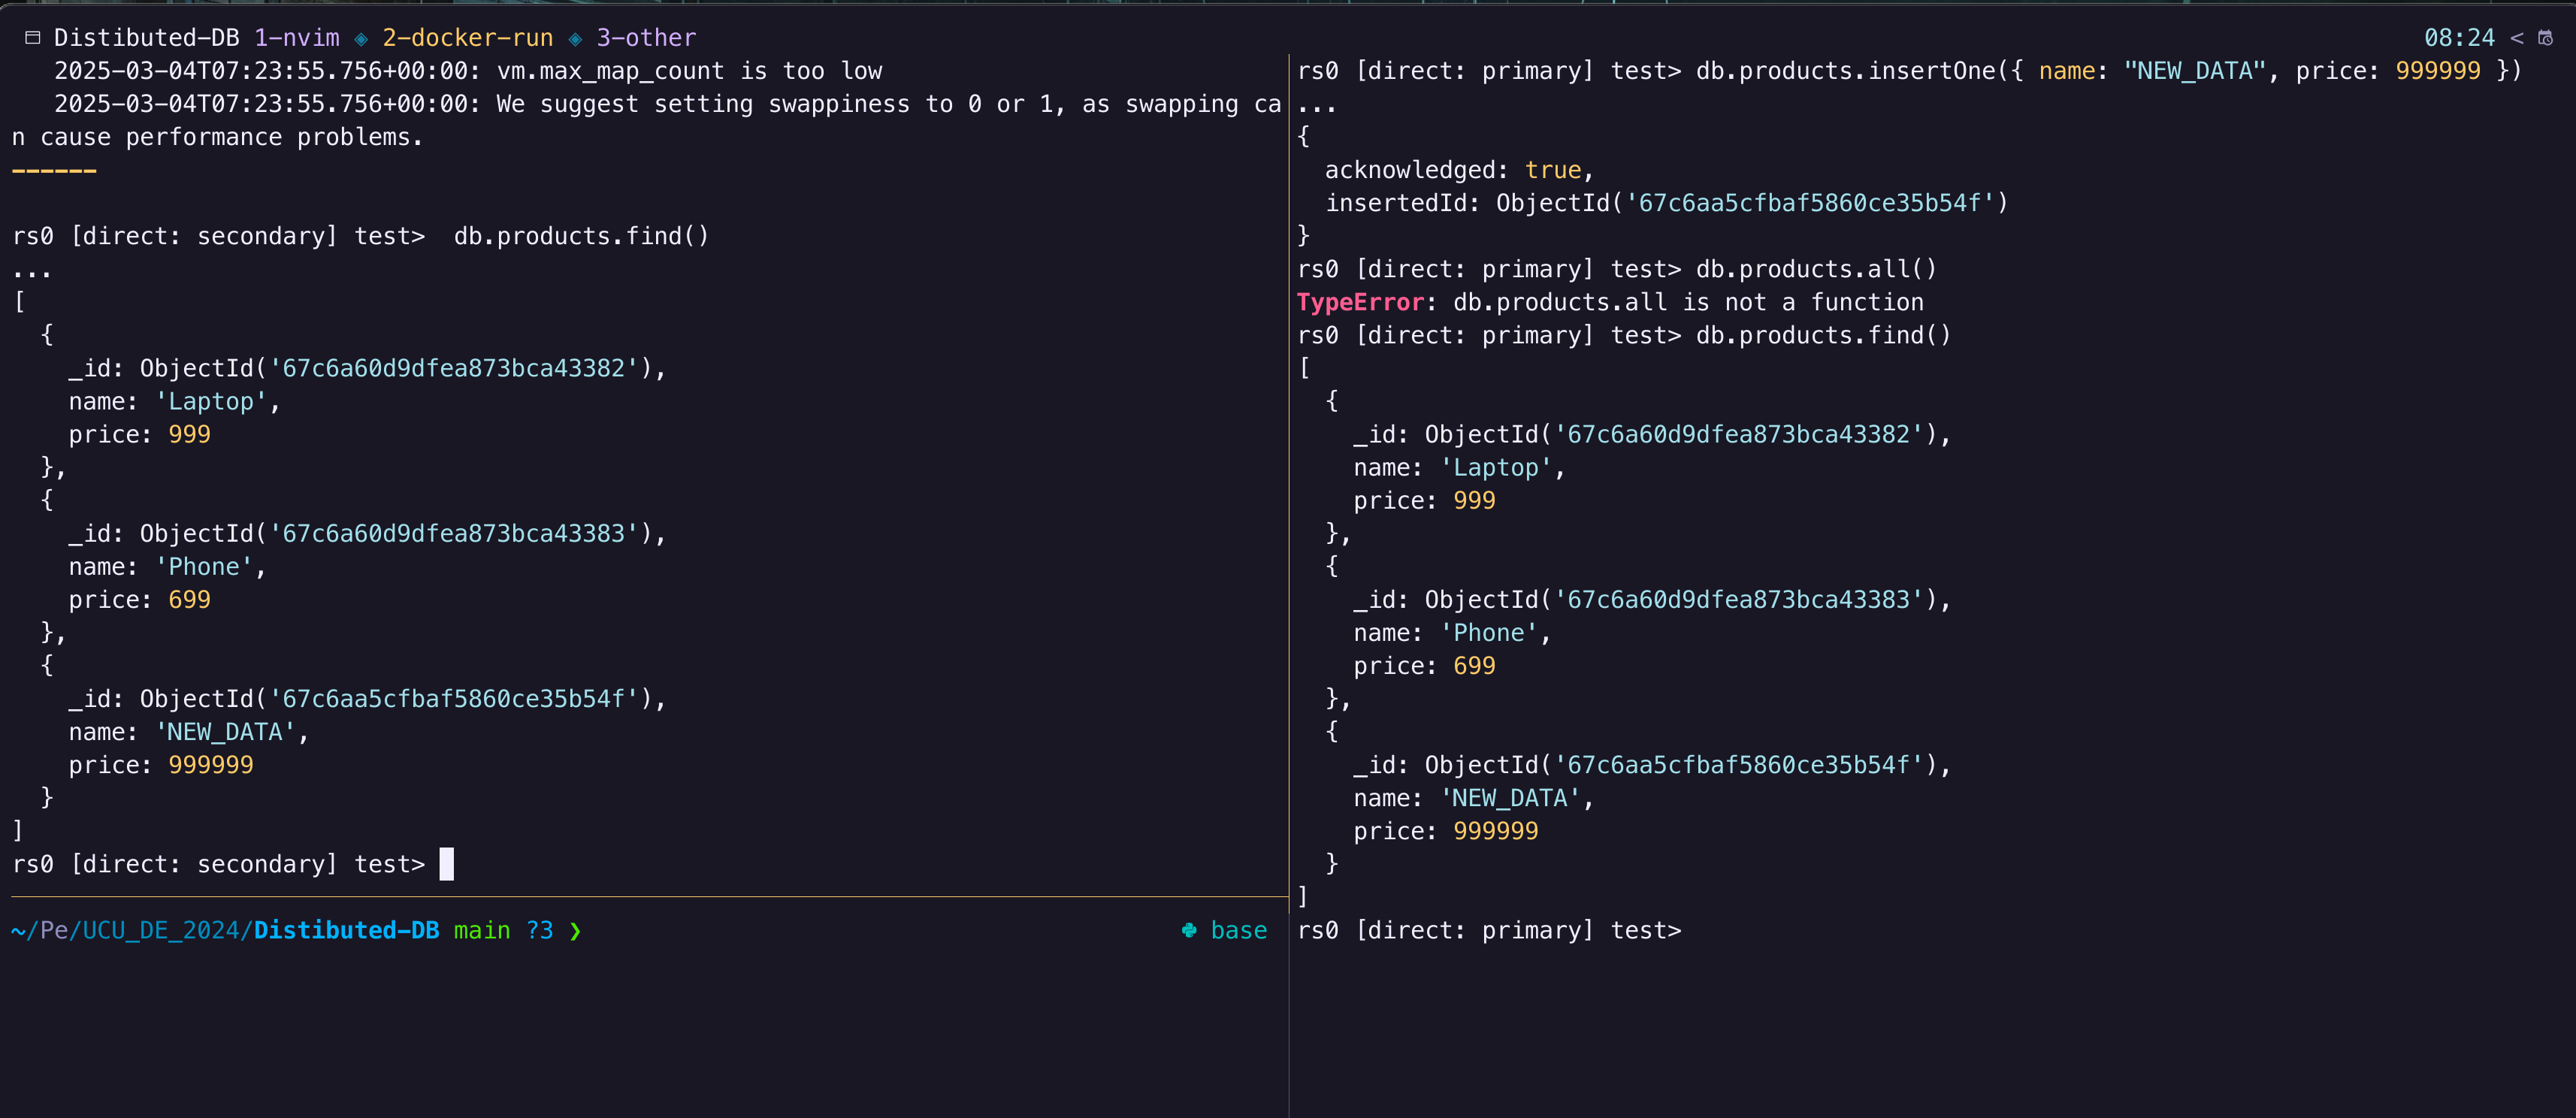 Distibuted-DB 1-nvim ◈ 2-docker-run ◈ 3-other
08:24 <
2025-03-04T07:23:55.756+00:00: vm.max_map_count is too low
2025-03-04T07:23:55.756+00:00: We suggest setting swappiness to 0 or 1, as swapping ca
n cause performance problems.
------
rs0 [direct: secondary] test>  db.products.find()
...
[
  {
    _id: ObjectId('67c6a60d9dfea873bca43382'),
    name: 'Laptop',
    price: 999
  },
  {
    _id: ObjectId('67c6a60d9dfea873bca43383'),
    name: 'Phone',
    price: 699
  },
  {
    _id: ObjectId('67c6aa5cfbaf5860ce35b54f'),
    name: 'NEW_DATA',
    price: 999999
  }
]
rs0 [direct: secondary] test>
~/Pe/UCU_DE_2024/Distibuted-DB main ?3 ❯
base
rs0 [direct: primary] test> db.products.insertOne({ name: "NEW_DATA", price: 999999 })
...
{
  acknowledged: true,
  insertedId: ObjectId('67c6aa5cfbaf5860ce35b54f')
}
rs0 [direct: primary] test> db.products.all()
TypeError: db.products.all is not a function
rs0 [direct: primary] test> db.products.find()
[
  {
    _id: ObjectId('67c6a60d9dfea873bca43382'),
    name: 'Laptop',
    price: 999
  },
  {
    _id: ObjectId('67c6a60d9dfea873bca43383'),
    name: 'Phone',
    price: 699
  },
  {
    _id: ObjectId('67c6aa5cfbaf5860ce35b54f'),
    name: 'NEW_DATA',
    price: 999999
  }
]
rs0 [direct: primary] test>